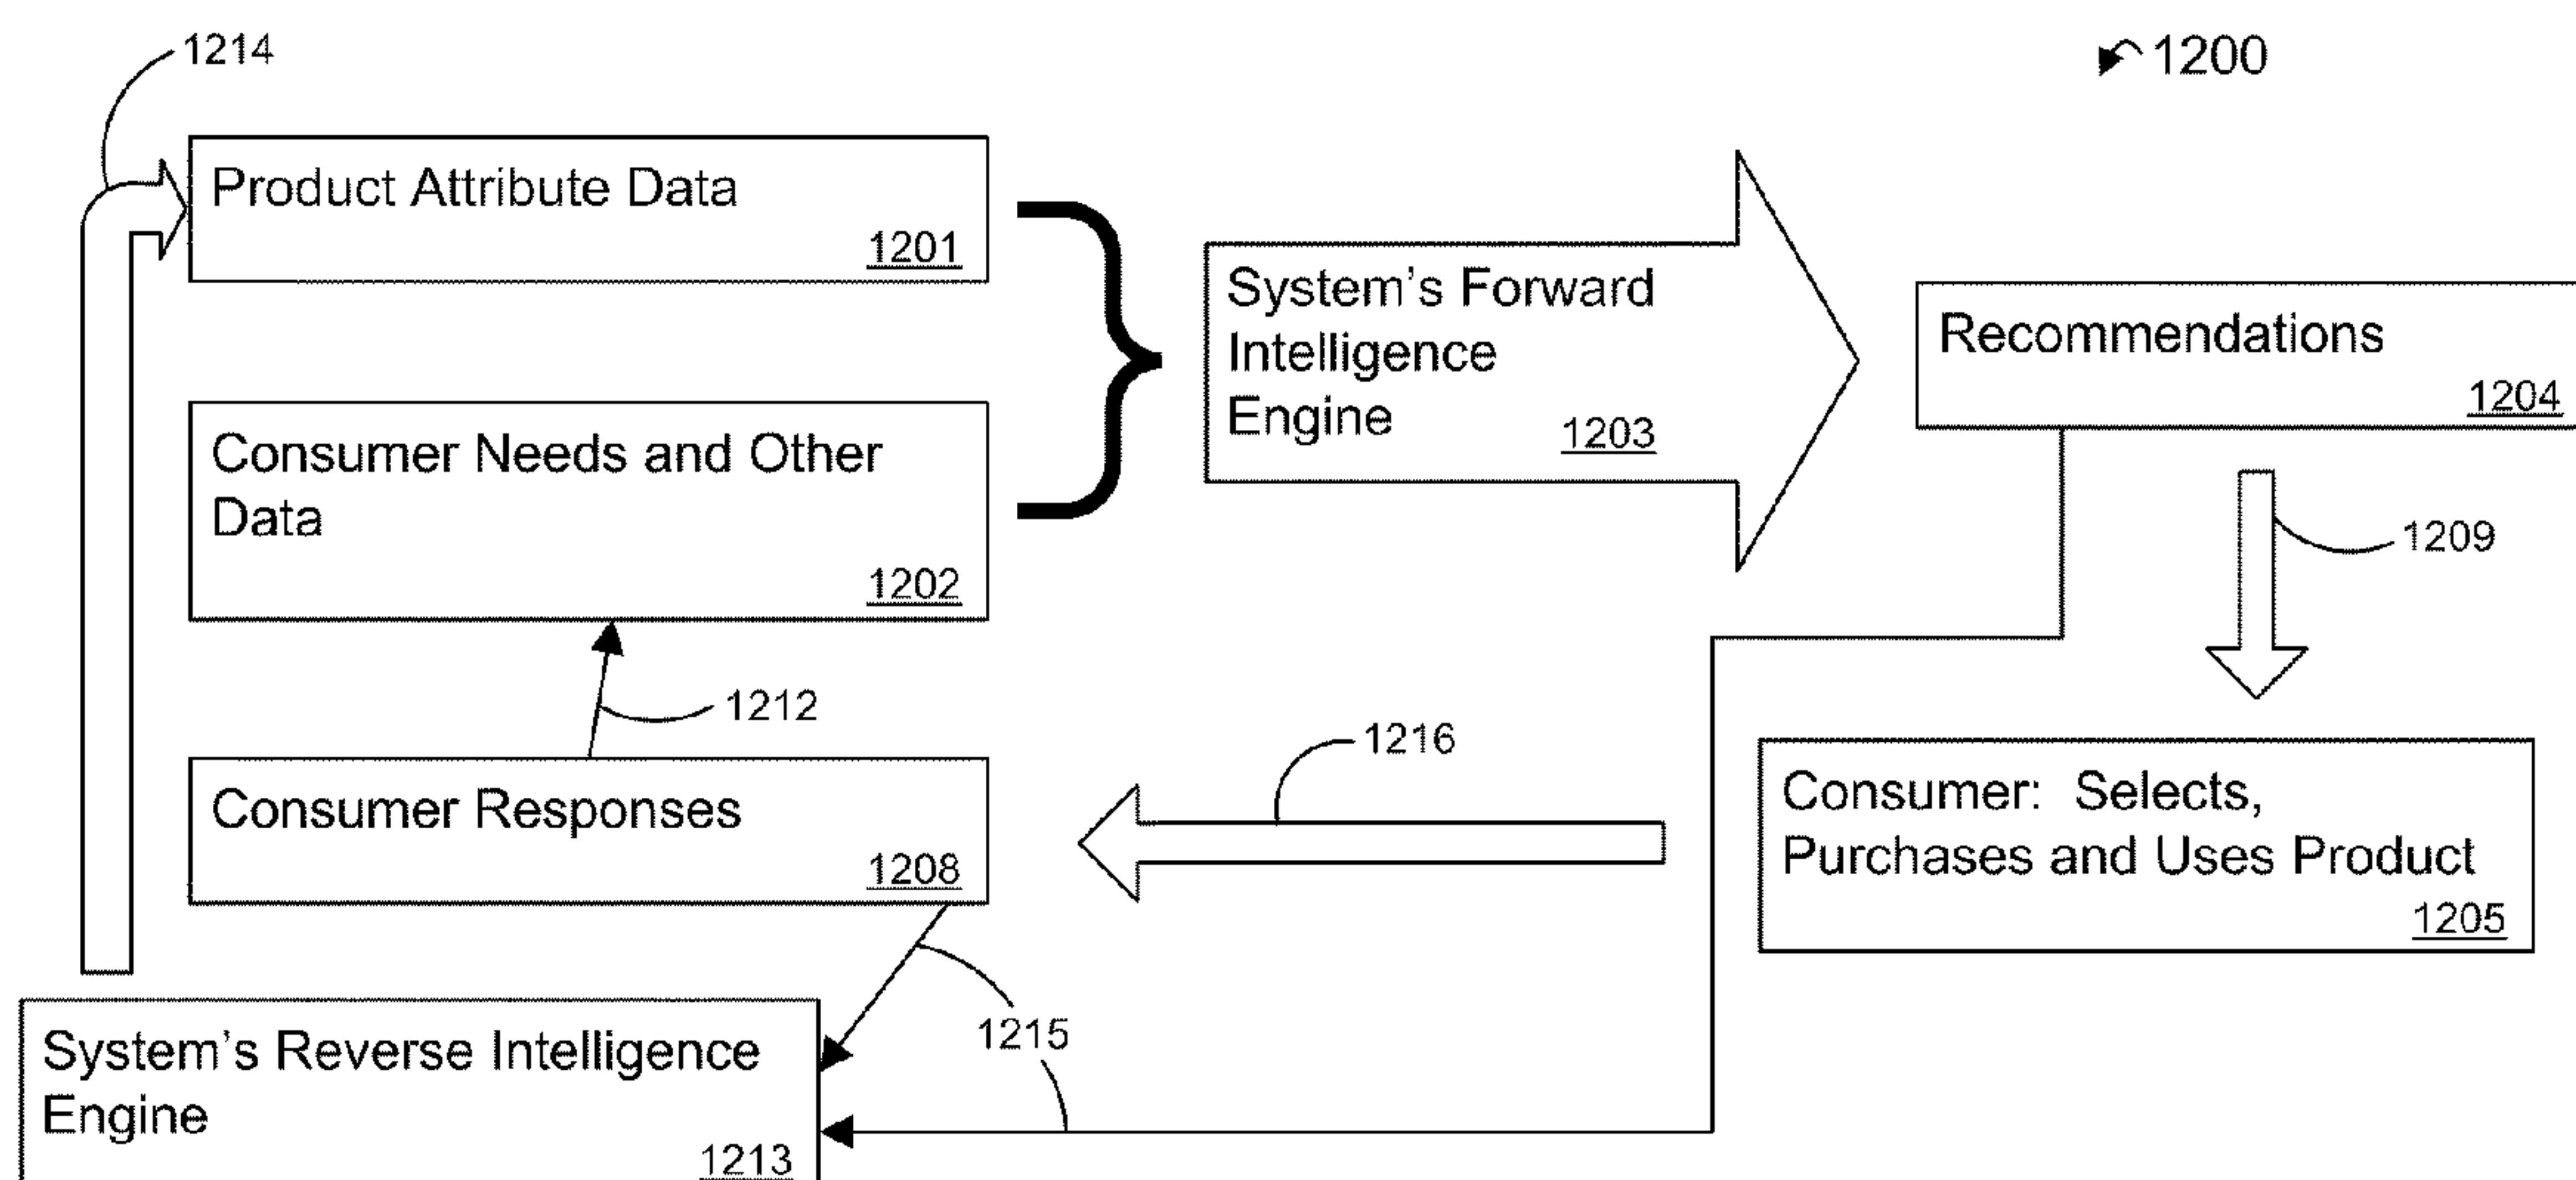 1214
1200
Product Attribute Data
1201
Consumer Needs and Other
Data
1202
System's Forward
Intelligence
Engine
1203
Recommendations
1204
1209
1212
1216
Consumer Responses
1208
Consumer: Selects,
Purchases and Uses Product
1205
1215
System's Reverse Intelligence
Engine
1213